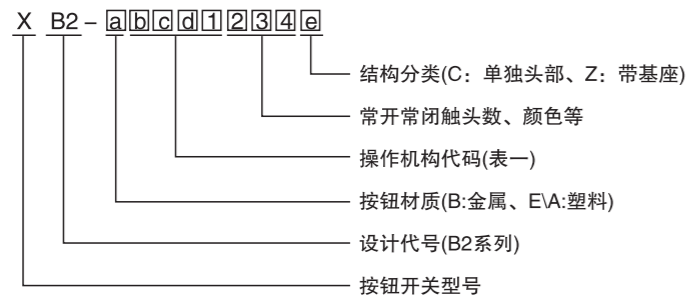 X B2-abcd1234e
结构分类(C：单独头部、Z：带基座)
常开常闭触头数、颜色等
操作机构代码(表一)
按钮材质(B:金属、E\A:塑料)
设计代号(B2系列)
按钮开关型号